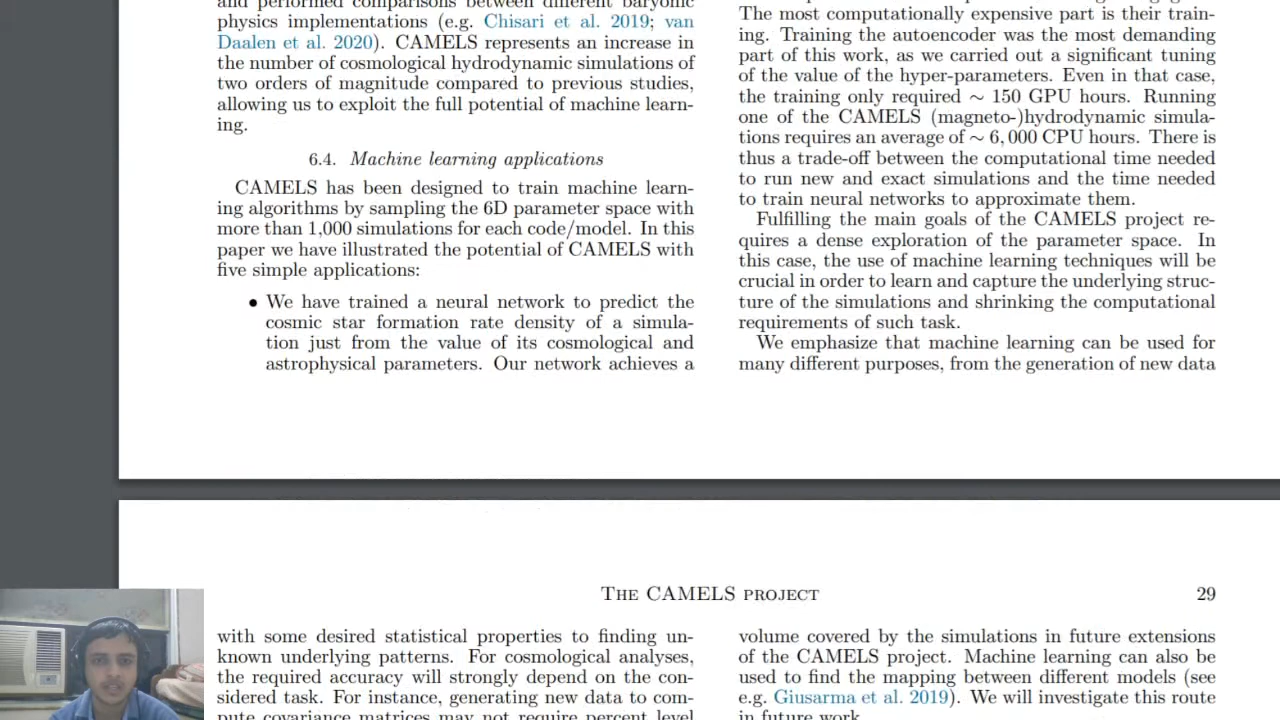 and performed comparisons between different baryonic
physics implementations (e.g. Chisari et al. 2019; van
Daalen et al. 2020). CAMELS represents an increase in
the number of cosmological hydrodynamic simulations of
two orders of magnitude compared to previous studies,
allowing us to exploit the full potential of machine learn-
ing.
6.4. Machine learning applications
CAMELS has been designed to train machine learn-
ing algorithms by sampling the 6D parameter space with
more than 1,000 simulations for each code/model. In this
paper we have illustrated the potential of CAMELS with
five simple applications:
• We have trained a neural network to predict the
cosmic star formation rate density of a simula-
tion just from the value of its cosmological and
astrophysical parameters. Our network achieves a
The most computationally expensive part is their train-
ing. Training the autoencoder was the most demanding
part of this work, as we carried out a significant tuning
of the value of the hyper-parameters. Even in that case,
the training only required ∼ 150 GPU hours. Running
one of the CAMELS (magneto-)hydrodynamic simula-
tions requires an average of ∼ 6, 000 CPU hours. There is
thus a trade-off between the computational time needed
to run new and exact simulations and the time needed
to train neural networks to approximate them.
Fulfilling the main goals of the CAMELS project re-
quires a dense exploration of the parameter space. In
this case, the use of machine learning techniques will be
crucial in order to learn and capture the underlying struc-
ture of the simulations and shrinking the computational
requirements of such task.
We emphasize that machine learning can be used for
many different purposes, from the generation of new data
The CAMELS project
29
with some desired statistical properties to finding un-
known underlying patterns. For cosmological analyses,
the required accuracy will strongly depend on the con-
sidered task. For instance, generating new data to com-
pute covariance matrices may not require percent level
volume covered by the simulations in future extensions
of the CAMELS project. Machine learning can also be
used to find the mapping between different models (see
e.g. Giusarma et al. 2019). We will investigate this route
in future work.